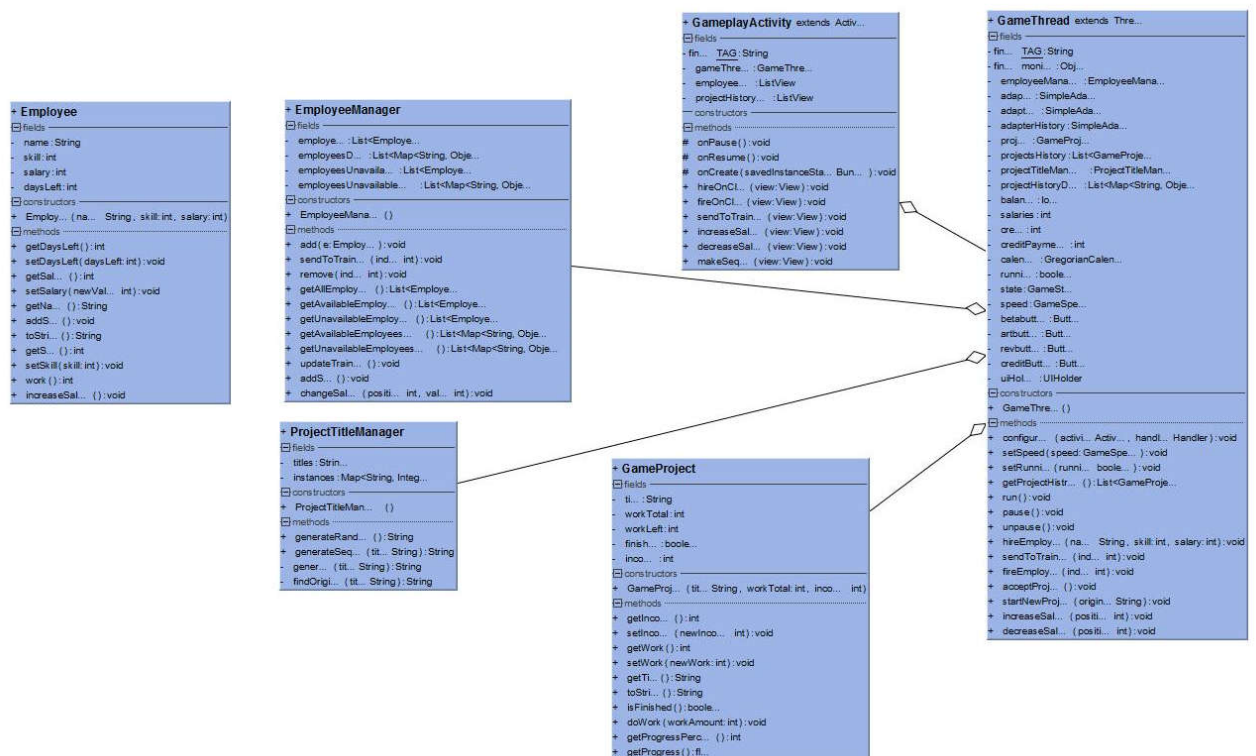 + Employee
fields
- name : String
- skill : int
- salary : int
- daysLeft : int
constructors
+ Employ... ( na... String, skill: int, salary: int)
methods
+ getDaysLeft ( ) : int
+ setDaysLeft ( daysLeft: int) : void
+ getSal... ( ) : int
+ setSalary ( newVal... int) : void
+ getNa... ( ) : String
+ addS... ( ) : void
+ toStri... ( ) : String
+ getS... ( ) : int
+ setSkill ( skill: int) : void
+ work ( ) : int
+ increaseSal... ( ) : void
+ EmployeeManager
fields
- employe... : List<Employe...
- employeesD... : List<Map<String, Obje...
- employeesUnavaila... : List<Employe...
- employeesUnavailable... : List<Map<String, Obje...
constructors
+ EmployeeMana... ( )
methods
+ add ( e: Employ... ) : void
+ sendToTrain... ( ind... int) : void
+ remove ( ind... int) : void
+ getAllEmploy... ( ) : List<Employe...
+ getAvailableEmploy... ( ) : List<Employe...
+ getUnavailableEmploy... ( ) : List<Employe...
+ getAvailableEmployees... ( ) : List<Map<String, Obje...
+ getUnavailableEmployees... ( ) : List<Map<String, Obje...
+ updateTrain... ( ) : void
+ addS... ( ) : void
+ changeSal... ( positi... int, val... int) : void
+ ProjectTitleManager
fields
- titles : Strin...
- instances : Map<String, Integ...
constructors
+ ProjectTitleMan... ( )
methods
+ generateRand... ( ) : String
+ generateSeq... ( tit... String) : String
- gener... ( tit... String) : String
- findOrigi... ( tit... String) : String
+ GameplayActivity extends Activ...
fields
- fin... TAG : String
- gameThre... : GameThre...
- employee... : ListView
- projectHistory... : ListView
constructors
methods
# onPause ( ) : void
# onResume ( ) : void
# onCreate ( savedInstanceSta... Bun... ) : void
+ hireOnCl... ( view: View) : void
+ fireOnCl... ( view: View) : void
+ sendToTrain... ( view: View) : void
+ increaseSal... ( view: View) : void
+ decreaseSal... ( view: View) : void
+ makeSeq... ( view: View) : void
+ GameProject
fields
- ti... : String
- workTotal : int
- workLeft : int
- finish... : boole...
- inco... : int
constructors
+ GameProj... ( tit... String, workTotal: int, inco... int)
methods
+ getInco... ( ) : int
+ setInco... ( newInco... int) : void
+ getWork ( ) : int
+ setWork ( newWork: int) : void
+ getTi... ( ) : String
+ toStri... ( ) : String
+ isFinished ( ) : boole...
+ doWork ( workAmount: int) : void
+ getProgressPerc... ( ) : int
+ getProgress ( ) : fl...
+ GameThread extends Thre...
fields
- fin... TAG : String
- fin... moni... : Obj...
- employeeMana... : EmployeeMana...
- adap... : SimpleAda...
- adapt... : SimpleAda...
- adapterHistory : SimpleAda...
- proj... : GameProj...
- projectsHistory : List<GameProje...
- projectTitleMan... : ProjectTitleMan...
- projectHistoryD... : List<Map<String, Obje...
- balan... : lo...
- salaries : int
- cre... : int
- creditPayme... : int
- calen... : GregorianCalen...
- runni... : boole...
- state : GameSt...
- speed : GameSpe...
- betabutt... : Butt...
- artbutt... : Butt...
- revbutt... : Butt...
- creditButt... : Butt...
- uiHol... : UIHolder
constructors
+ GameThre... ( )
methods
+ configur... ( activi... Activ... , handl... Handler) : void
+ setSpeed ( speed: GameSpe... ) : void
+ setRunni... ( runni... boole... ) : void
+ getProjectHistr... ( ) : List<GameProje...
+ run ( ) : void
+ pause ( ) : void
+ unpause ( ) : void
+ hireEmploy... ( na... String, skill: int, salary: int) : void
+ sendToTrain... ( ind... int) : void
+ fireEmploy... ( ind... int) : void
+ acceptProj... ( ) : void
+ startNewProj... ( origin... String) : void
+ increaseSal... ( positi... int) : void
+ decreaseSal... ( positi... int) : void